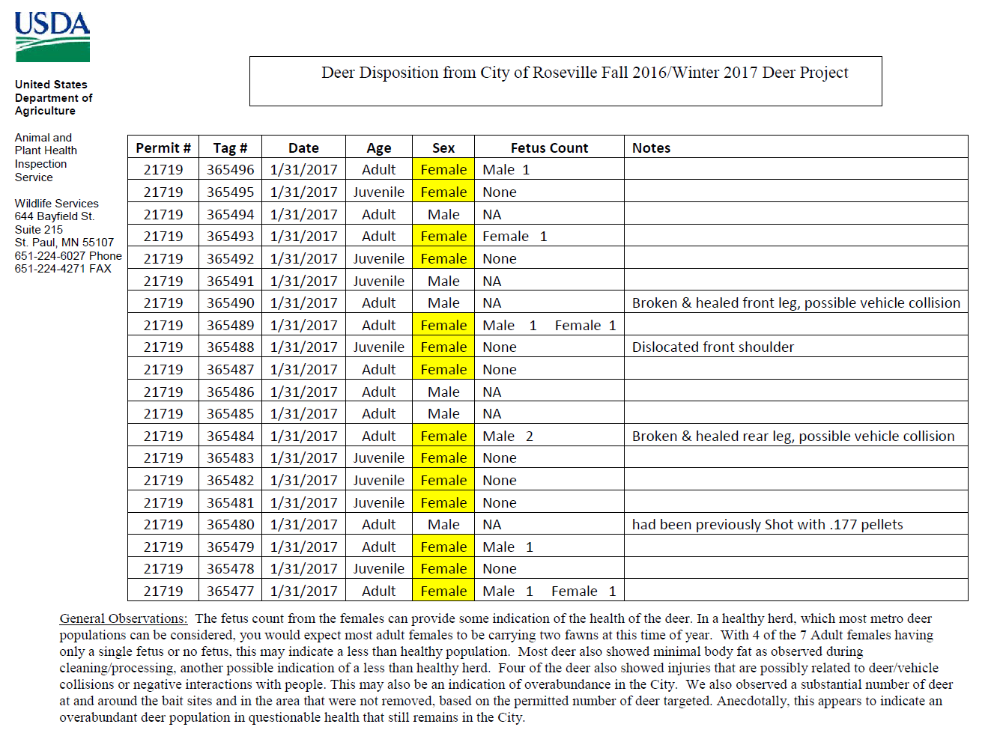 USDA
United States
Department of
Agriculture
Animal and
Plant Health
Inspection
Service
Wildlife Services
644 Bayfield St.
Suite 215
St. Paul, MN 55107
651-224-6027 Phone
651-224-4271 FAX
Deer Disposition from City of Roseville Fall 2016/Winter 2017 Deer Project
Permit # Tag # Date Age Sex Fetus Count Notes
21719 365496 1/31/2017 Adult Female Male 1
21719 365495 1/31/2017 Juvenile Female None
21719 365494 1/31/2017 Adult Male NA
21719 365493 1/31/2017 Adult Female Female 1
21719 365492 1/31/2017 Juvenile Female None
21719 365491 1/31/2017 Juvenile Male NA
21719 365490 1/31/2017 Adult Male NA Broken & healed front leg, possible vehicle collision
21719 365489 1/31/2017 Adult Female Male 1 Female 1
21719 365488 1/31/2017 Juvenile Female None Dislocated front shoulder
21719 365487 1/31/2017 Adult Female None
21719 365486 1/31/2017 Adult Male NA
21719 365485 1/31/2017 Adult Male NA
21719 365484 1/31/2017 Adult Female Male 2 Broken & healed rear leg, possible vehicle collision
21719 365483 1/31/2017 Juvenile Female None
21719 365482 1/31/2017 Juvenile Female None
21719 365481 1/31/2017 Juvenile Female None
21719 365480 1/31/2017 Adult Male NA had been previously Shot with .177 pellets
21719 365479 1/31/2017 Adult Female Male 1
21719 365478 1/31/2017 Juvenile Female None
21719 365477 1/31/2017 Adult Female Male 1 Female 1
General Observations: The fetus count from the females can provide some indication of the health of the deer. In a healthy herd, which most metro deer
populations can be considered, you would expect most adult females to be carrying two fawns at this time of year. With 4 of the 7 Adult females having
only a single fetus or no fetus, this may indicate a less than healthy population. Most deer also showed minimal body fat as observed during
cleaning/processing, another possible indication of a less than healthy herd. Four of the deer also showed injuries that are possibly related to deer/vehicle
collisions or negative interactions with people. This may also be an indication of overabundance in the City. We also observed a substantial number of deer
at and around the bait sites and in the area that were not removed, based on the permitted number of deer targeted. Anecdotally, this appears to indicate an
overabundant deer population in questionable health that still remains in the City.